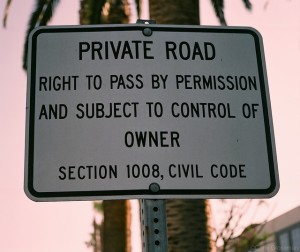 PRIVATE ROAD
RIGHT TO PASS BY PERMISSION
AND SUBJECT TO CONTROL OF
OWNER
SECTION 1008, CIVIL CODE